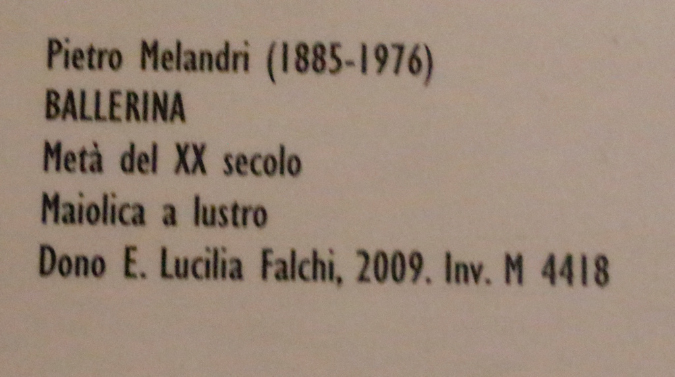 Pietro Melandri (1885-1976)
BALLERINA
Metà del XX secolo
Maiolica a lustro
Dono E. Lucilia Falchi, 2009. Inv. M 4418